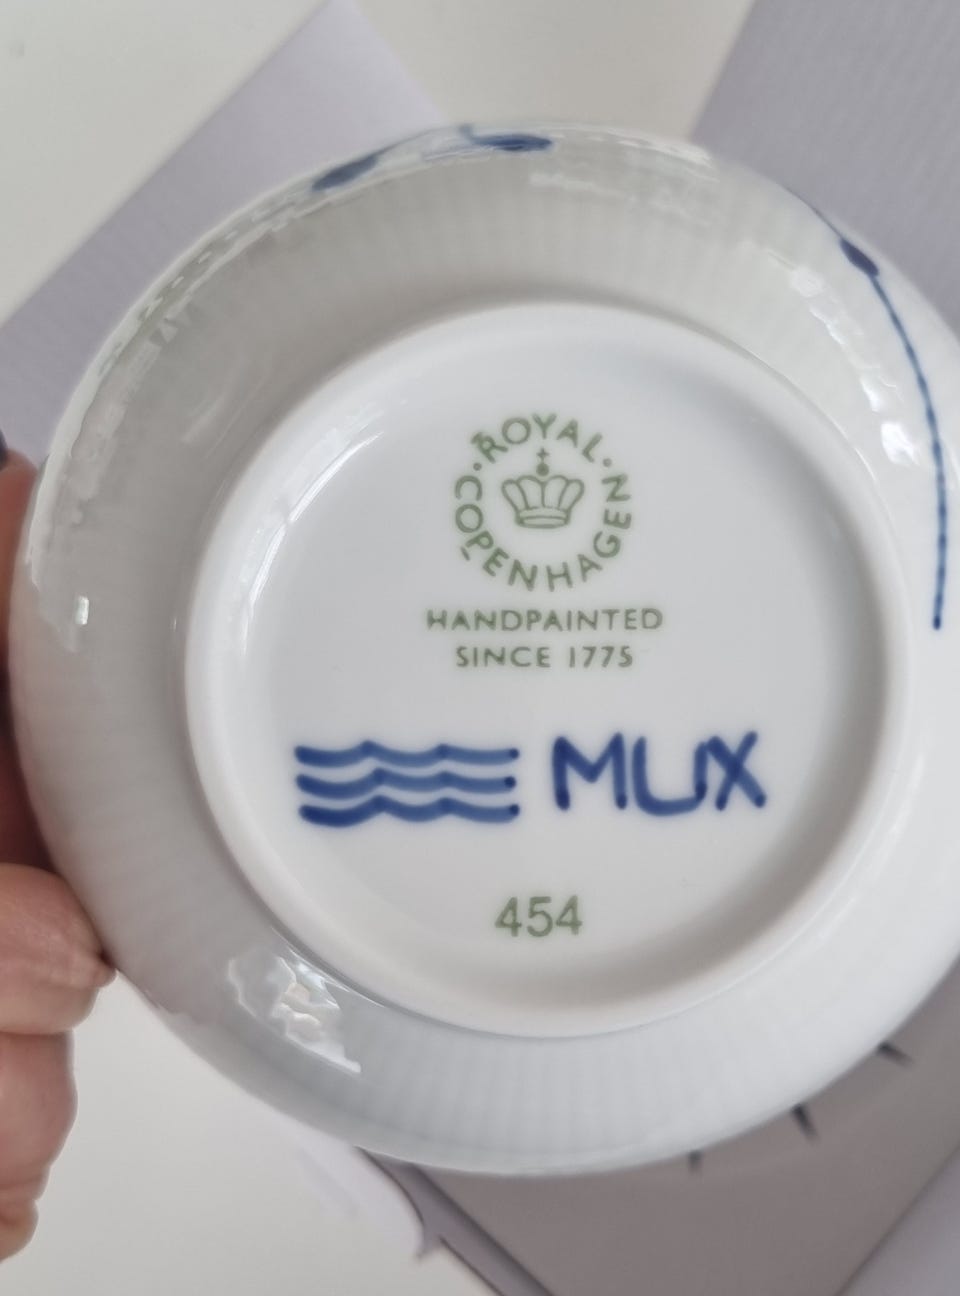 ROYAL · COPENHAGEN ·
HANDPAINTED
SINCE 1775
MUX
454